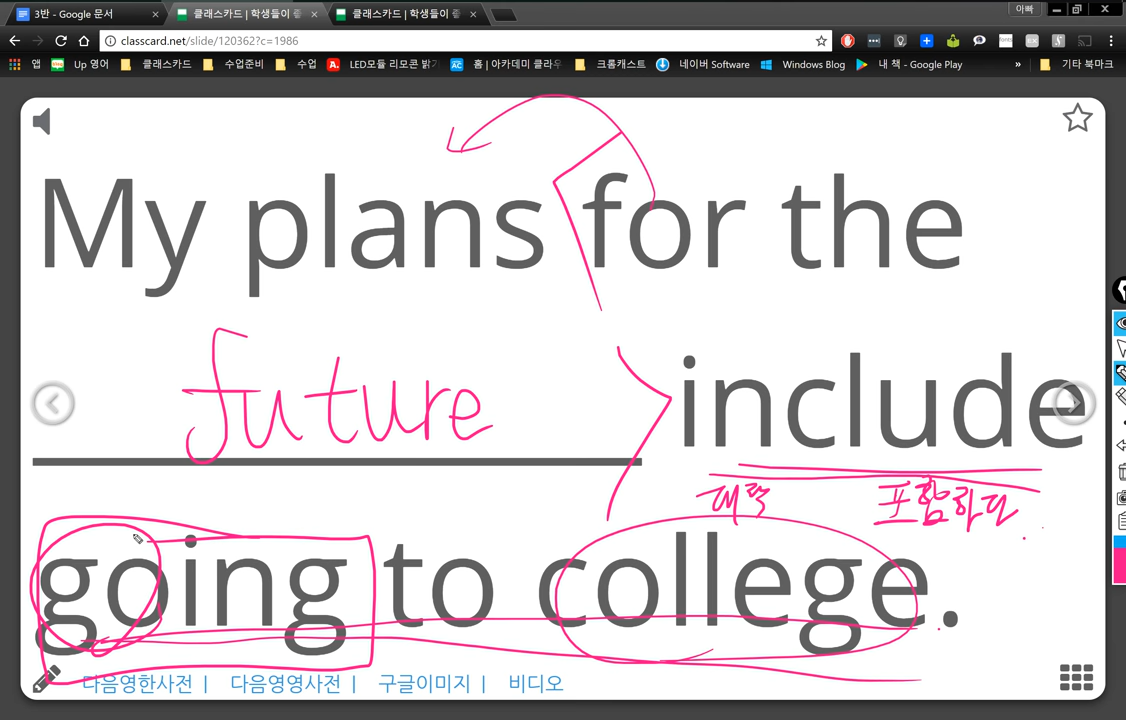 3반 - Google 문서
클래스카드 | 학생들이 좋
클래스카드 | 학생들이 좋
아빠
classcard.net/slide/120362?c=1986
앱 Up 영어 클래스카드 수업준비 수업 LED모듈 리모콘 밝기 홈 | 아카데미 클라우 크롬캐스트 네이버 Software Windows Blog 내 책 - Google Play » 기타 북마크
My plans for the
future include
포함하다
going to college.
다음영한사전 | 다음영영사전 | 구글이미지 | 비디오